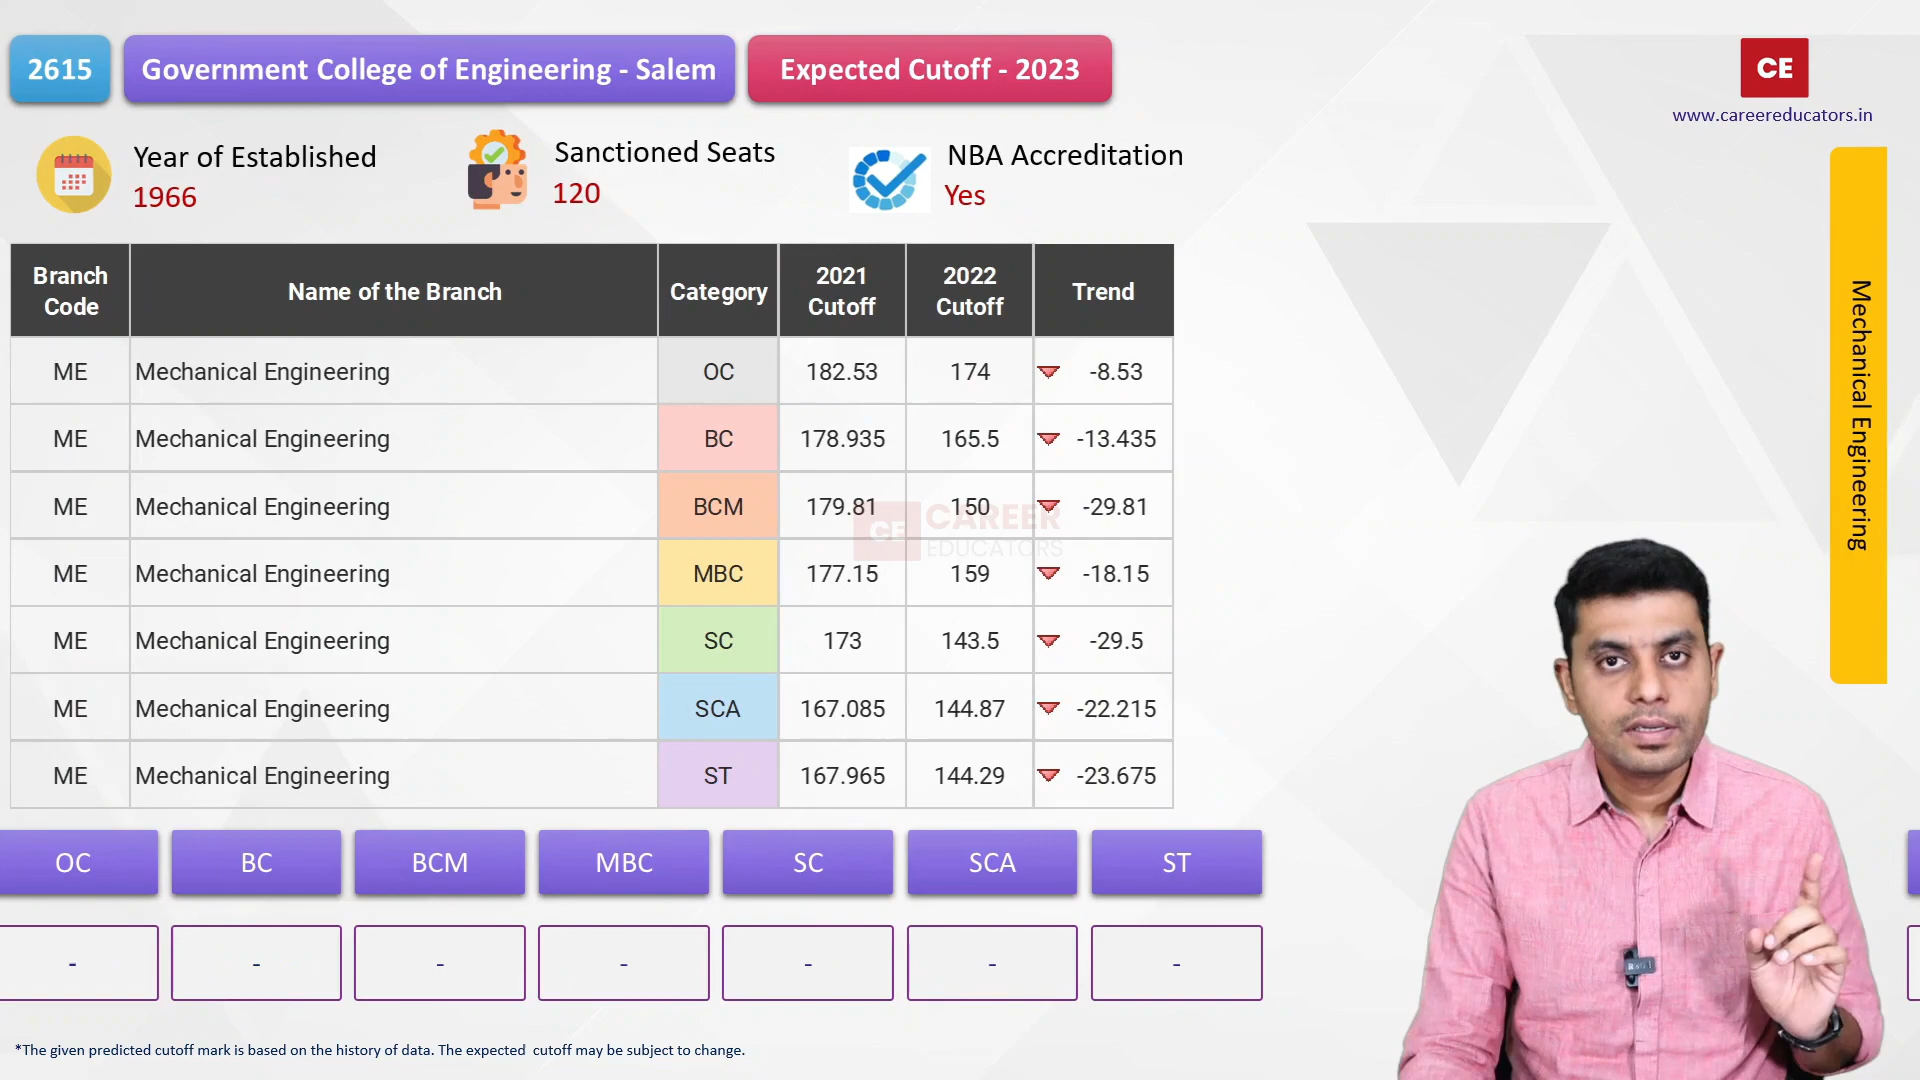 2615
Government College of Engineering - Salem
Expected Cutoff - 2023
CE
www.careereducators.in
Year of Established
1966
Sanctioned Seats
120
NBA Accreditation
Yes
Branch Code Name of the Branch Category 2021 Cutoff 2022 Cutoff Trend
ME Mechanical Engineering OC 182.53 174 -8.53
ME Mechanical Engineering BC 178.935 165.5 -13.435
ME Mechanical Engineering BCM 179.81 150 -29.81
ME Mechanical Engineering MBC 177.15 159 -18.15
ME Mechanical Engineering SC 173 143.5 -29.5
ME Mechanical Engineering SCA 167.085 144.87 -22.215
ME Mechanical Engineering ST 167.965 144.29 -23.675
CE CAREER
EDUCATORS
Mechanical Engineering
OC BC BCM MBC SC SCA ST
- - - - - - -
*The given predicted cutoff mark is based on the history of data. The expected cutoff may be subject to change.